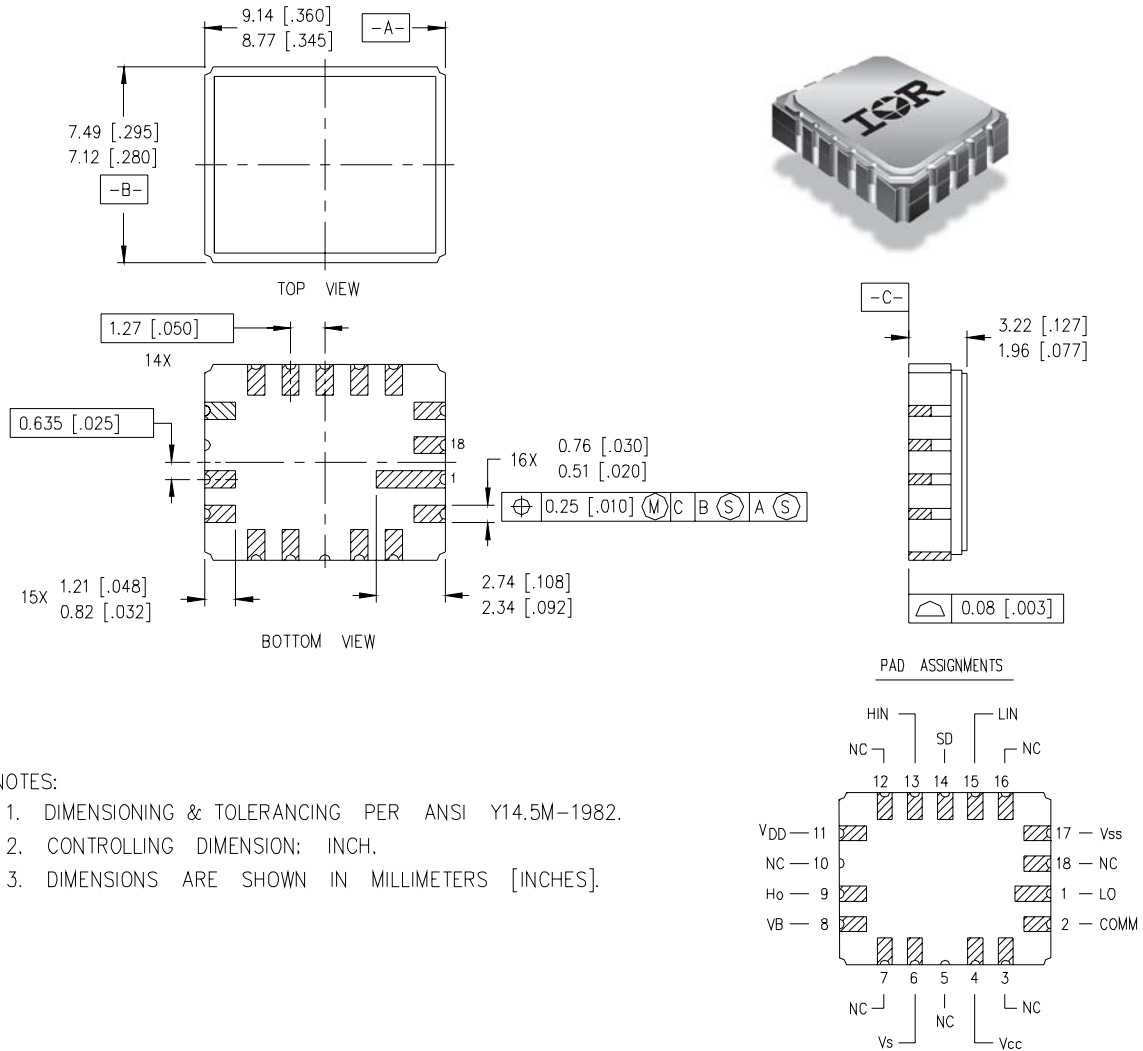 9.14 [.360]
8.77 [.345]
-A-
7.49 [.295]
7.12 [.280]
-B-
TOP VIEW
IOR
1.27 [.050]
14X
0.635 [.025]
18
1
16X
0.76 [.030]
0.51 [.020]
⌖ 0.25 [.010] Ⓜ C B Ⓢ A Ⓢ
15X
1.21 [.048]
0.82 [.032]
2.74 [.108]
2.34 [.092]
BOTTOM VIEW
-C-
3.22 [.127]
1.96 [.077]
0.08 [.003]
NOTES:
1. DIMENSIONING & TOLERANCING PER ANSI Y14.5M-1982.
2. CONTROLLING DIMENSION: INCH.
3. DIMENSIONS ARE SHOWN IN MILLIMETERS [INCHES].
PAD ASSIGNMENTS
HIN
LIN
NC
SD
NC
12 13 14 15 16
VDD 11
17 Vss
NC 10
18 NC
Ho 9
1 LO
VB 8
2 COMM
7 6 5 4 3
NC
NC
NC
Vs
Vcc